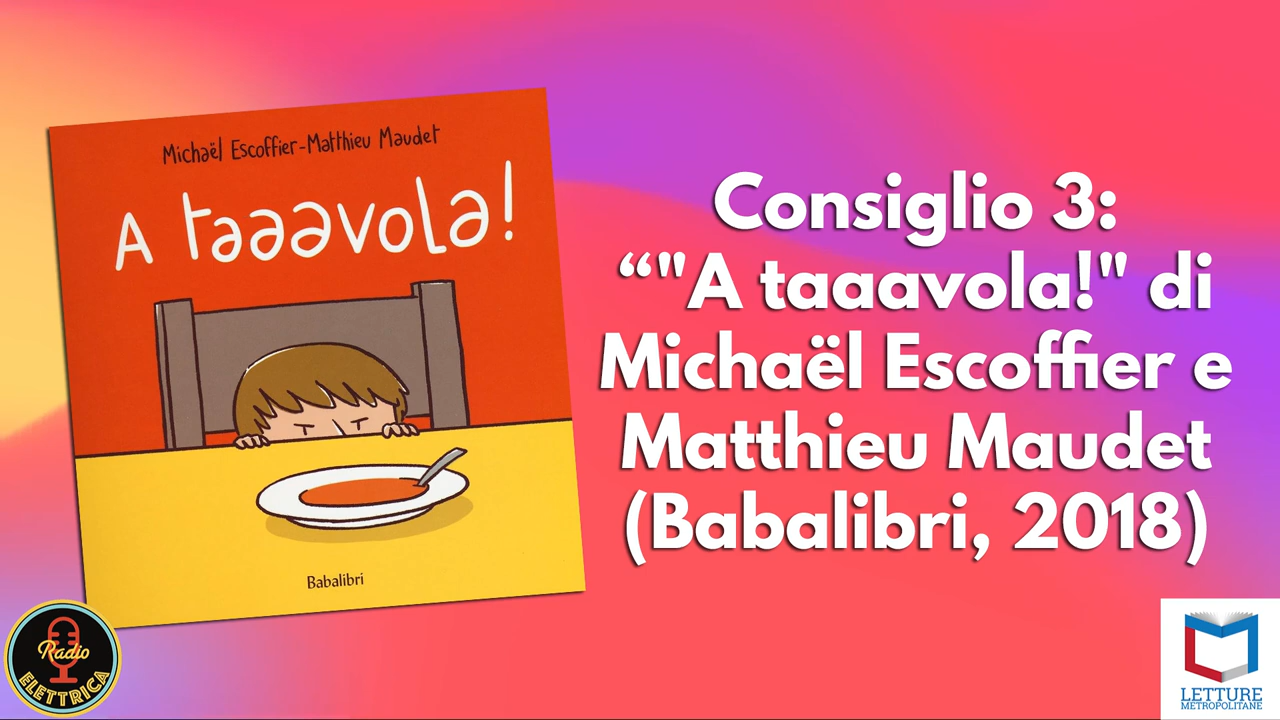 Michaël Escoffier-Matthieu Maudet
A taaavola!
Babalibri
Consiglio 3:
“"A taaavola!" di
Michaël Escoffier e
Matthieu Maudet
(Babalibri, 2018)
Radio
ELETTRICA
LETTURE
METROPOLITANE